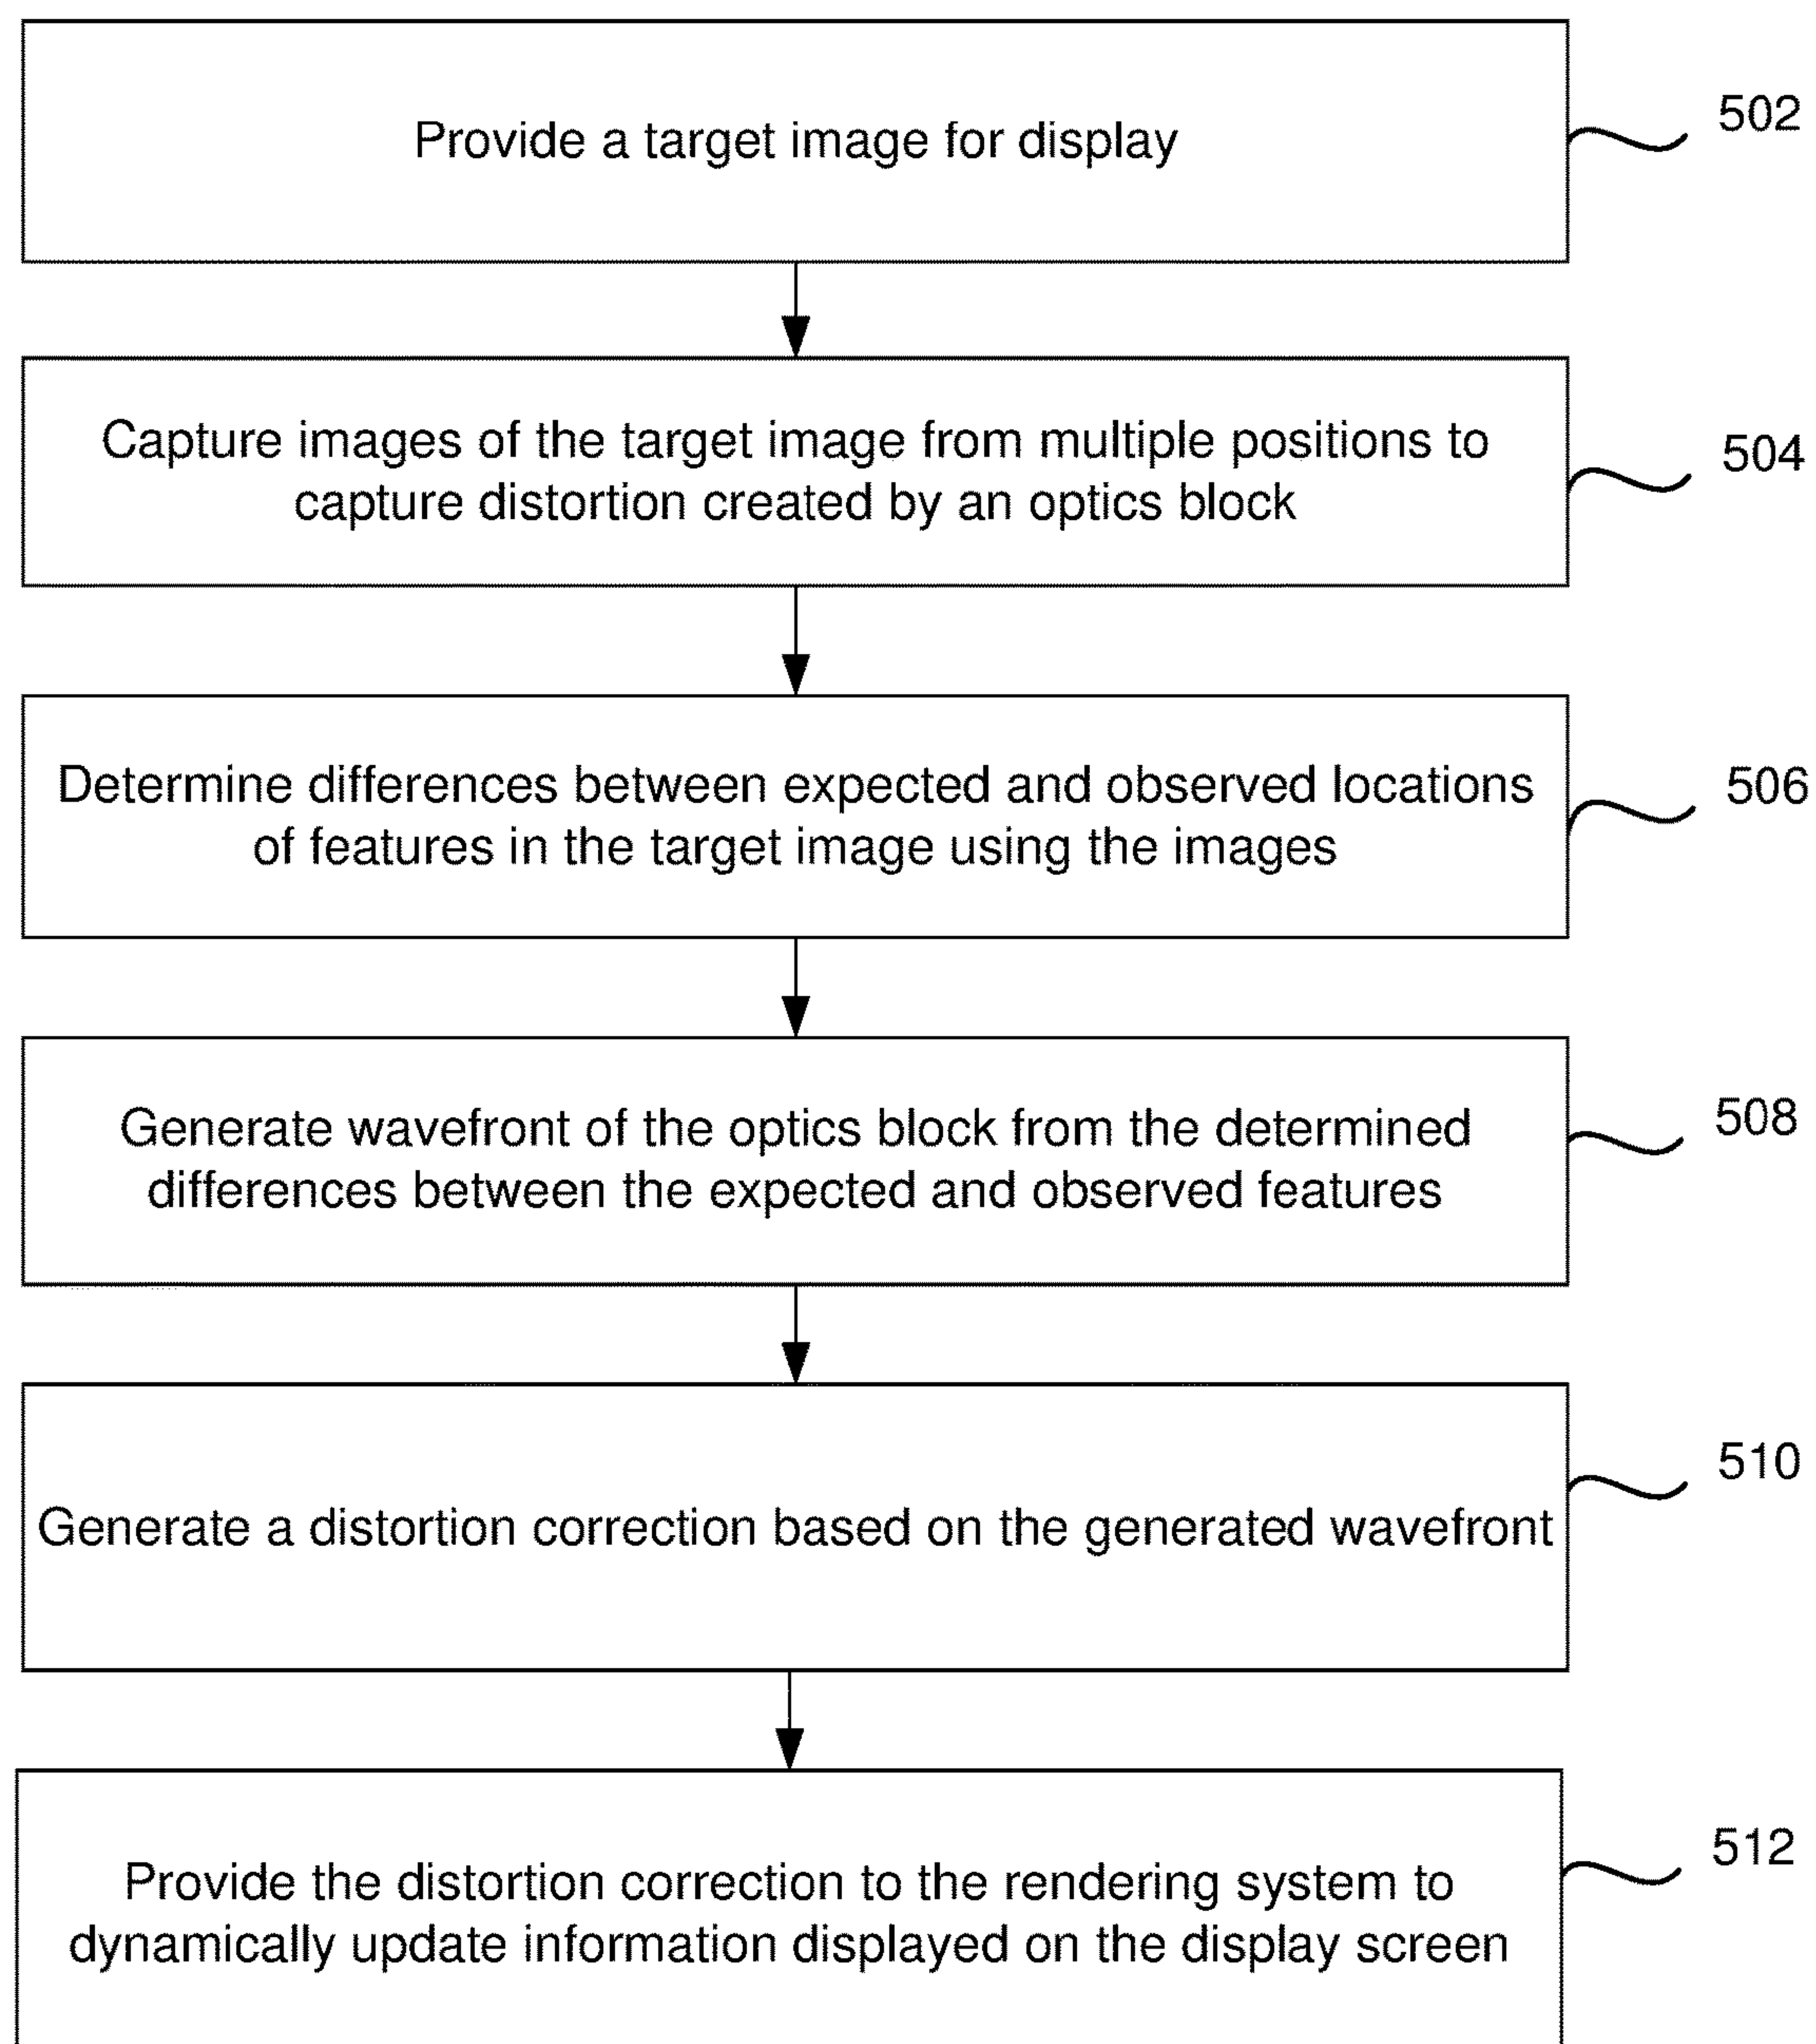 Provide a target image for display
502
Capture images of the target image from multiple positions to
capture distortion created by an optics block
504
Determine differences between expected and observed locations
of features in the target image using the images
506
Generate wavefront of the optics block from the determined
differences between the expected and observed features
508
Generate a distortion correction based on the generated wavefront
510
Provide the distortion correction to the rendering system to
dynamically update information displayed on the display screen
512